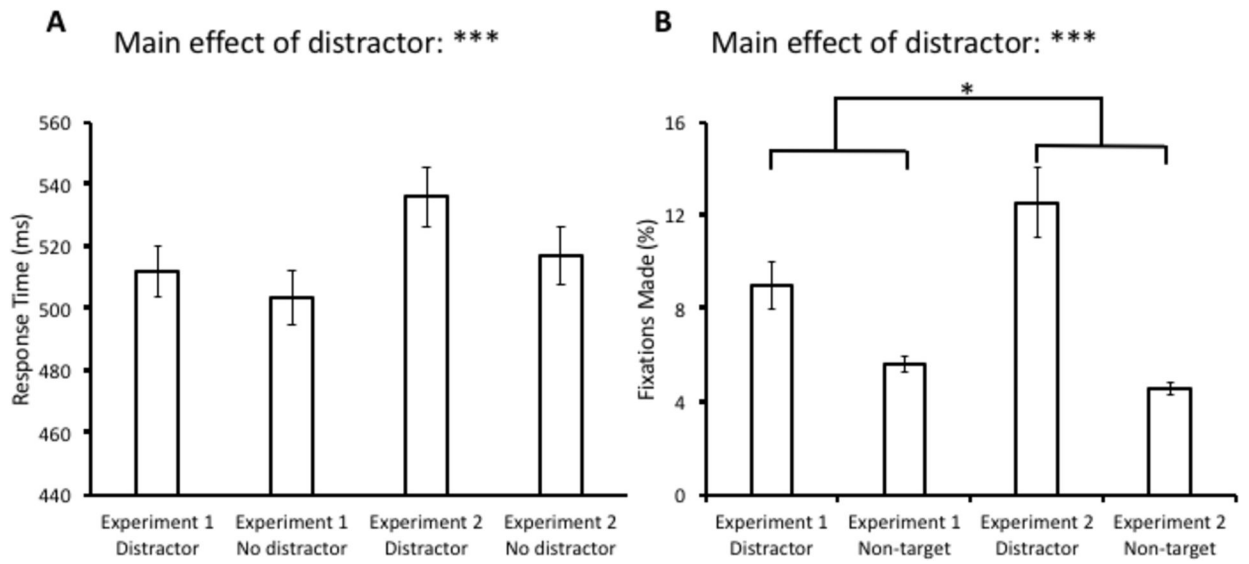 A
Main effect of distractor: ***
Response Time (ms)
560
540
520
500
480
460
440
Experiment 1
Distractor
Experiment 1
No distractor
Experiment 2
Distractor
Experiment 2
No distractor
B
Main effect of distractor: ***
*
Fixations Made (%)
16
12
8
4
0
Experiment 1
Distractor
Experiment 1
Non-target
Experiment 2
Distractor
Experiment 2
Non-target